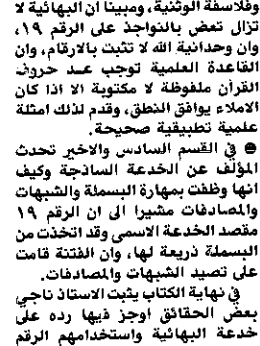 وفلاسفة الوثنية، ومبينا ان البهائية لا
تزال تعض بالنواجذ على الرقم ١٩،
وان وحدانية الله لا تثبت بالارقام، وان
القاعدة العلمية توجب عد حروف
القرآن ملفوظة لا مكتوبة الا اذا كان
الاملاء يوافق النطق، وقدم لذلك امثلة
علمية تطبيقية صحيحة.
● في القسم السادس والاخير تحدث
المؤلف عن الخدعة الساذجة وكيف
انها وظفت بمهارة البسملة والشبهات
والمصادفات مشيرا الى ان الرقم ١٩
مقصد الخدعة الاسمى وقد اتخذت من
البسملة ذريعة لها، وان الفتنة قامت
على تصيد الشبهات والمصادفات.
في نهاية الكتاب يثبت الاستاذ ناجي
بعض الحقائق اوجز فيها رده على
خدعة البهائية واستخدامهم الرقم